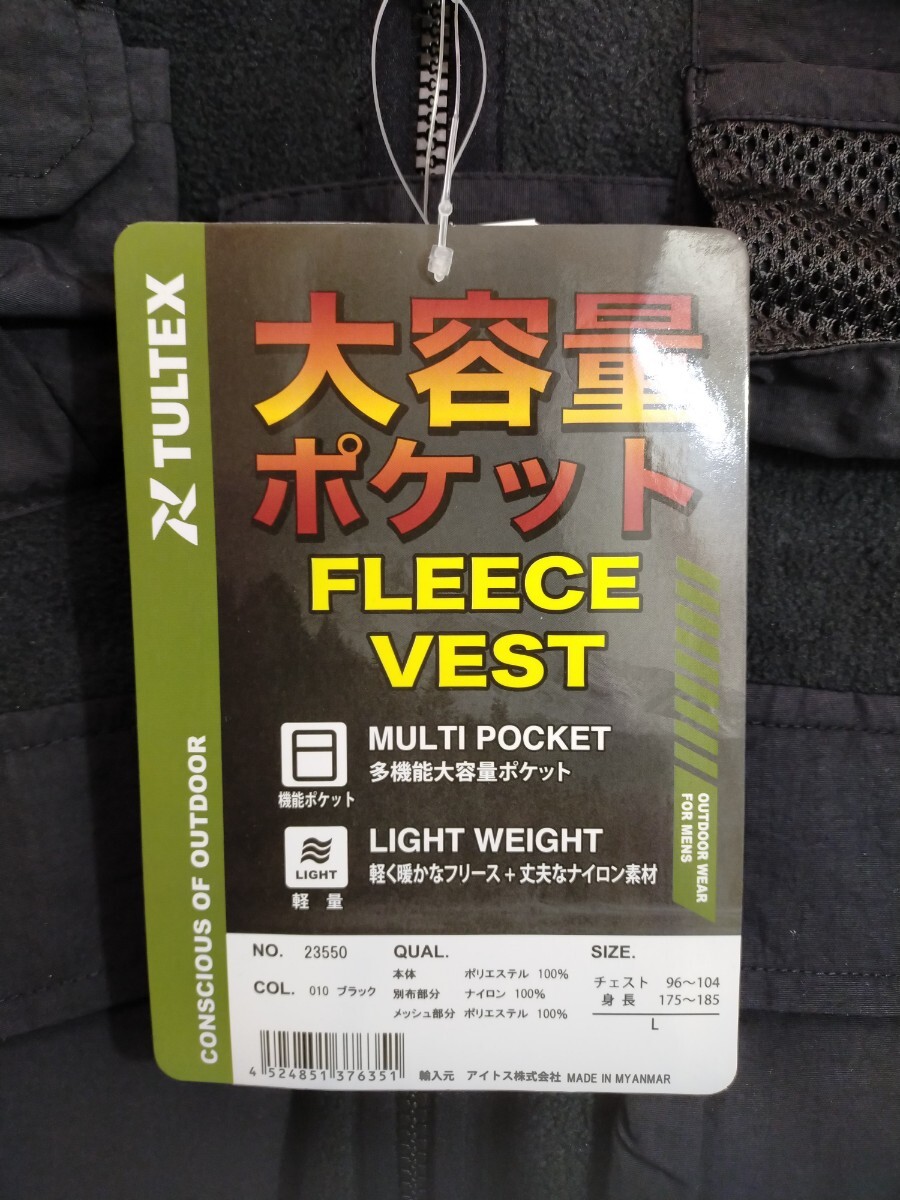 TULTEX
CONSCIOUS OF OUTDOOR
大容量
ポケット
FLEECE
VEST
機能ポケット
MULTI POCKET
多機能大容量ポケット
LIGHT
軽量
LIGHT WEIGHT
軽く暖かなフリース+丈夫なナイロン素材
OUTDOOR WEAR
FOR MENS
NO. 23550
COL. 010 ブラック
QUAL.
本体 ポリエステル 100%
別布部分 ナイロン 100%
メッシュ部分 ポリエステル 100%
SIZE.
チェスト 96〜104
身長 175〜185
L
4 524851 376351
輸入元 アイトス株式会社 MADE IN MYANMAR